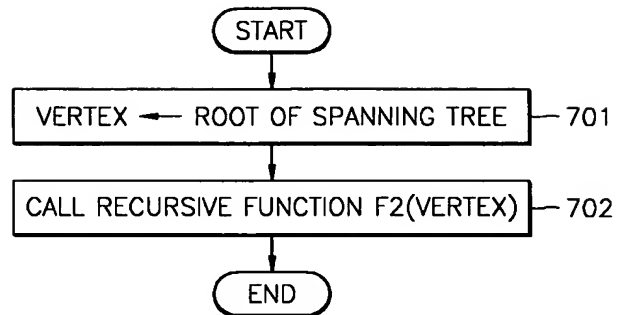 START
VERTEX ← ROOT OF SPANNING TREE
701
CALL RECURSIVE FUNCTION F2(VERTEX)
702
END